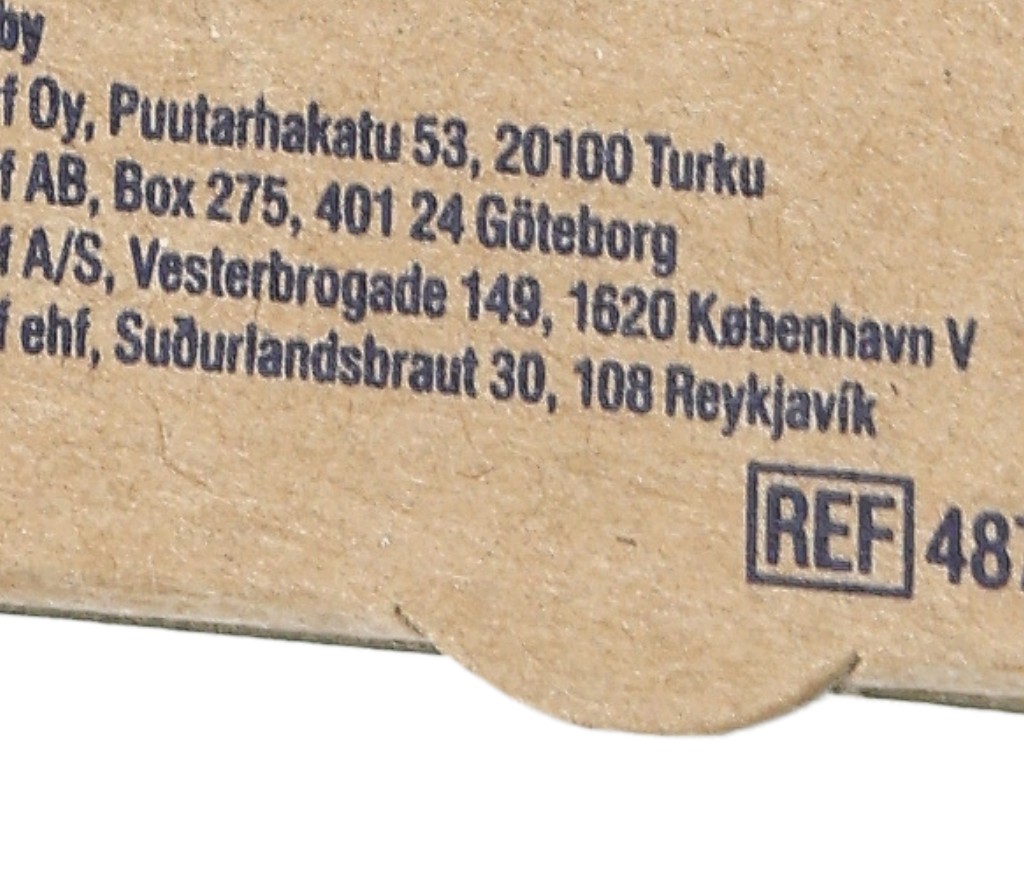 by
f Oy, Puutarhakatu 53, 20100 Turku
f AB, Box 275, 401 24 Göteborg
f A/S, Vesterbrogade 149, 1620 København V
f ehf, Suðurlandsbraut 30, 108 Reykjavík
REF 487